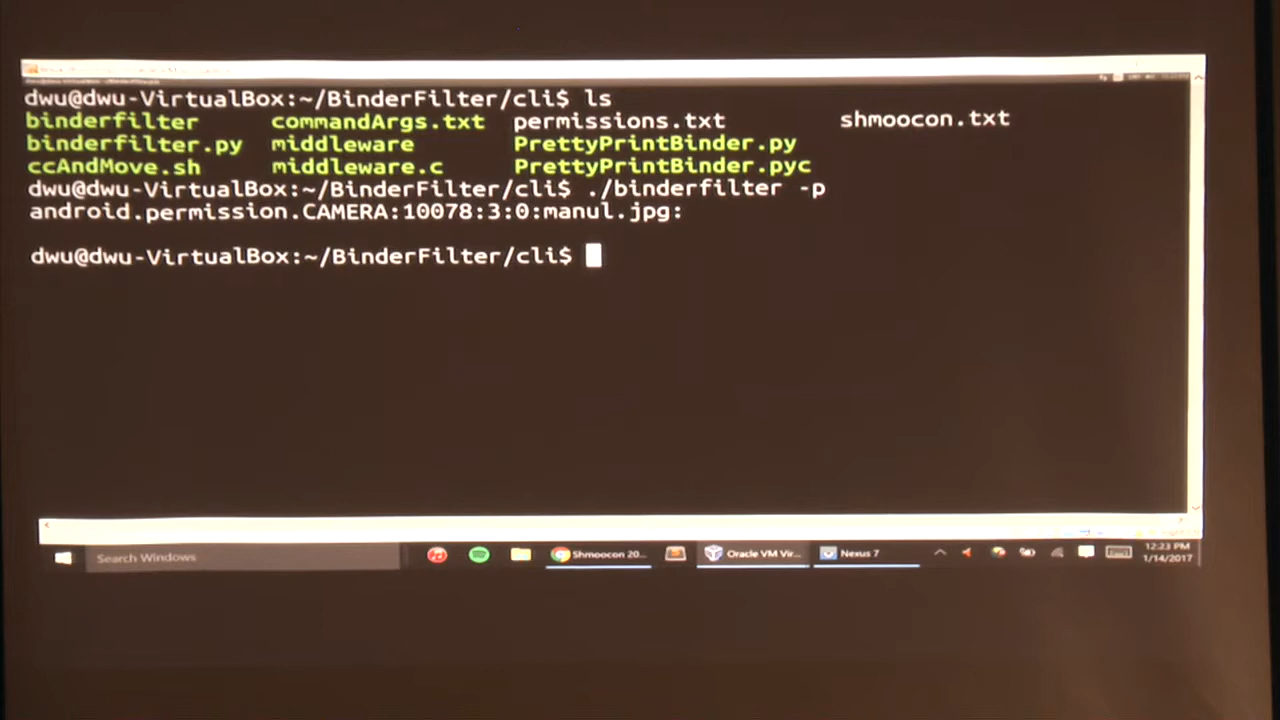 dwu@dwu-VirtualBox:~/BinderFilter/cli$ ls
binderfilter commandArgs.txt permissions.txt shmoocon.txt
binderfilter.py middleware PrettyPrintBinder.py
ccAndMove.sh middleware.c PrettyPrintBinder.pyc
dwu@dwu-VirtualBox:~/BinderFilter/cli$ ./binderfilter -p
android.permission.CAMERA:10078:3:0:manul.jpg:
dwu@dwu-VirtualBox:~/BinderFilter/cli$
Search Windows Shmoocon 20... Oracle VM Vir... Nexus 7 12:23 PM
1/14/2017